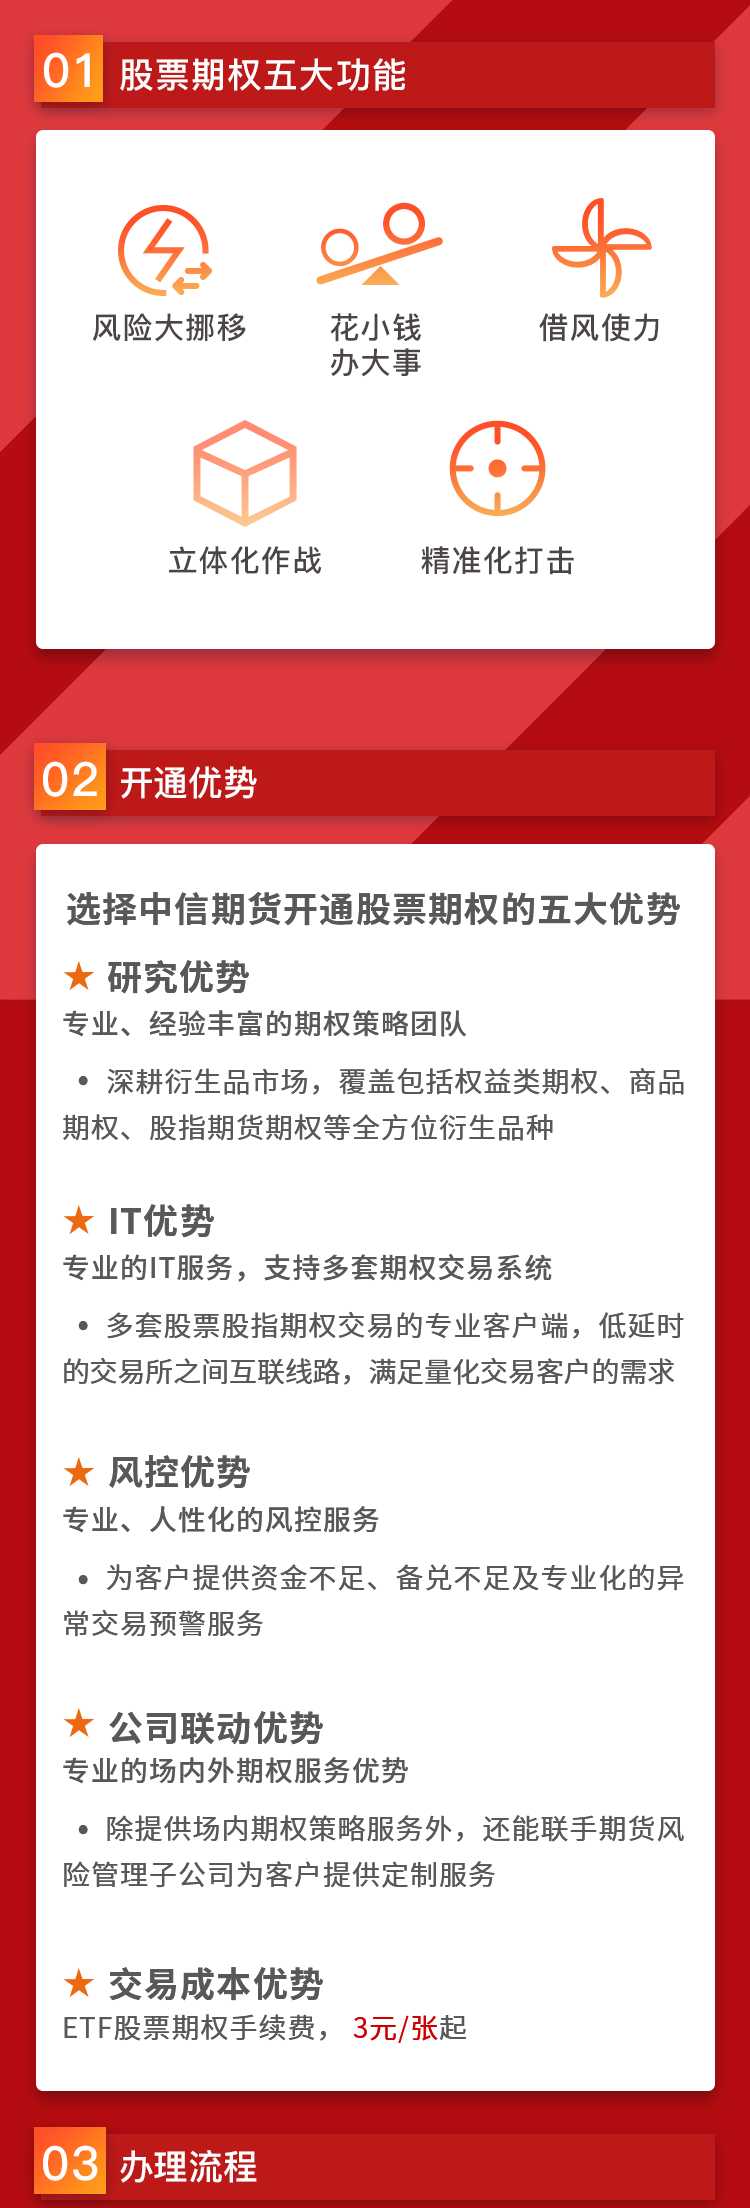 01 股票期权五大功能
风险大挪移
花小钱
办大事
借风使力
立体化作战
精准化打击
02 开通优势
选择中信期货开通股票期权的五大优势
★ 研究优势
专业、经验丰富的期权策略团队
• 深耕衍生品市场，覆盖包括权益类期权、商品
期权、股指期货期权等全方位衍生品种
★ IT优势
专业的IT服务，支持多套期权交易系统
• 多套股票股指期权交易的专业客户端，低延时
的交易所之间互联线路，满足量化交易客户的需求
★ 风控优势
专业、人性化的风控服务
• 为客户提供资金不足、备兑不足及专业化的异
常交易预警服务
★ 公司联动优势
专业的场内外期权服务优势
• 除提供场内期权策略服务外，还能联手期货风
险管理子公司为客户提供定制服务
★ 交易成本优势
ETF股票期权手续费， 3元/张起
03 办理流程